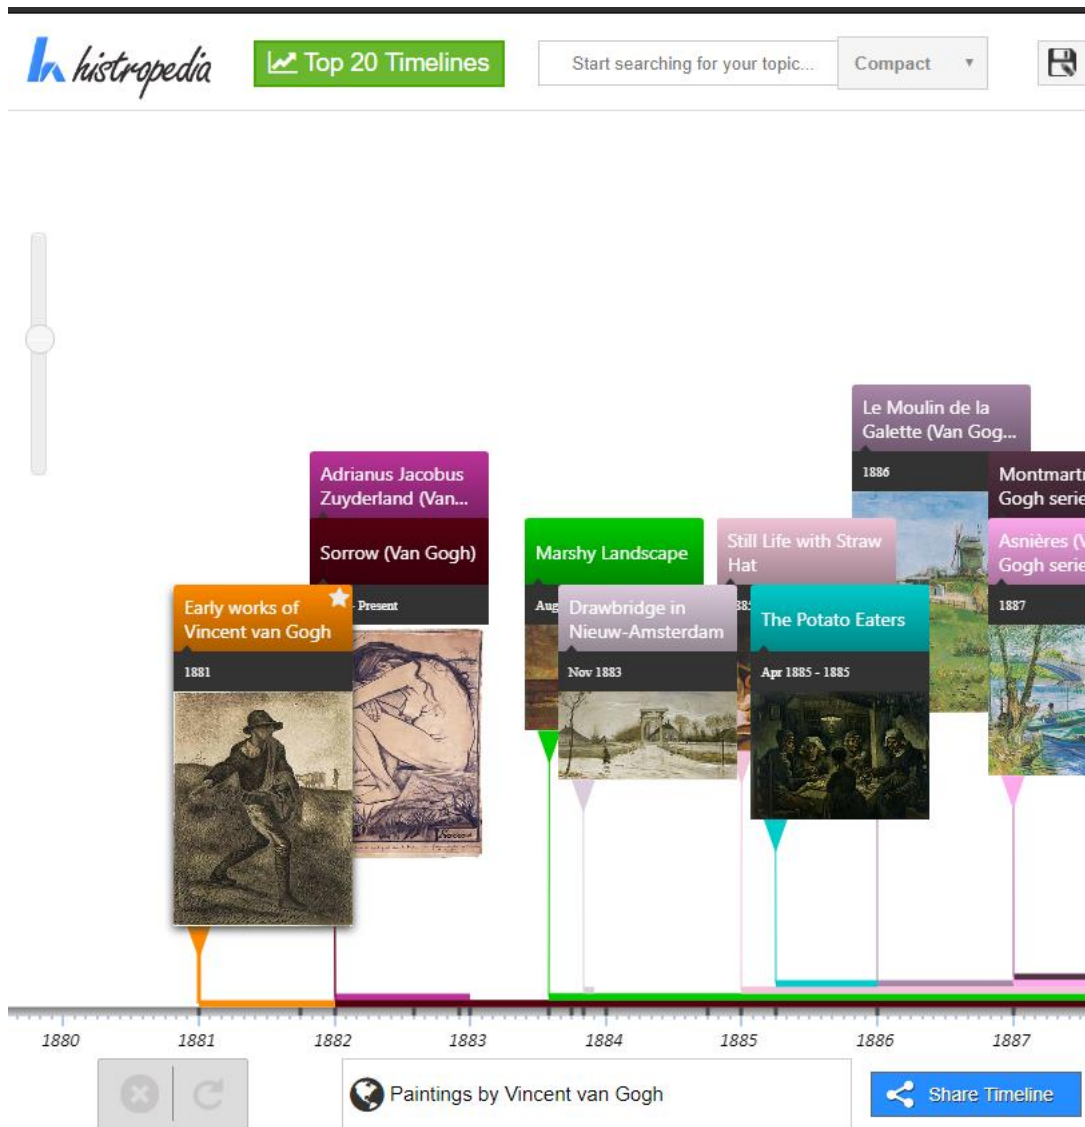 histropedia
Top 20 Timelines
Start searching for your topic...
Compact
Le Moulin de la
Galette (Van Gog...
1886
Adrianus Jacobus
Zuyderland (Van...
Montmartr
Gogh serie
Sorrow (Van Gogh)
- Present
Marshy Landscape
Aug
Still Life with Straw
Hat
Asnières (V
Gogh serie
1887
Early works of
Vincent van Gogh
1881
Drawbridge in
Nieuw-Amsterdam
Nov 1883
The Potato Eaters
Apr 1885 - 1885
1880 1881 1882 1883 1884 1885 1886 1887
Paintings by Vincent van Gogh
Share Timeline